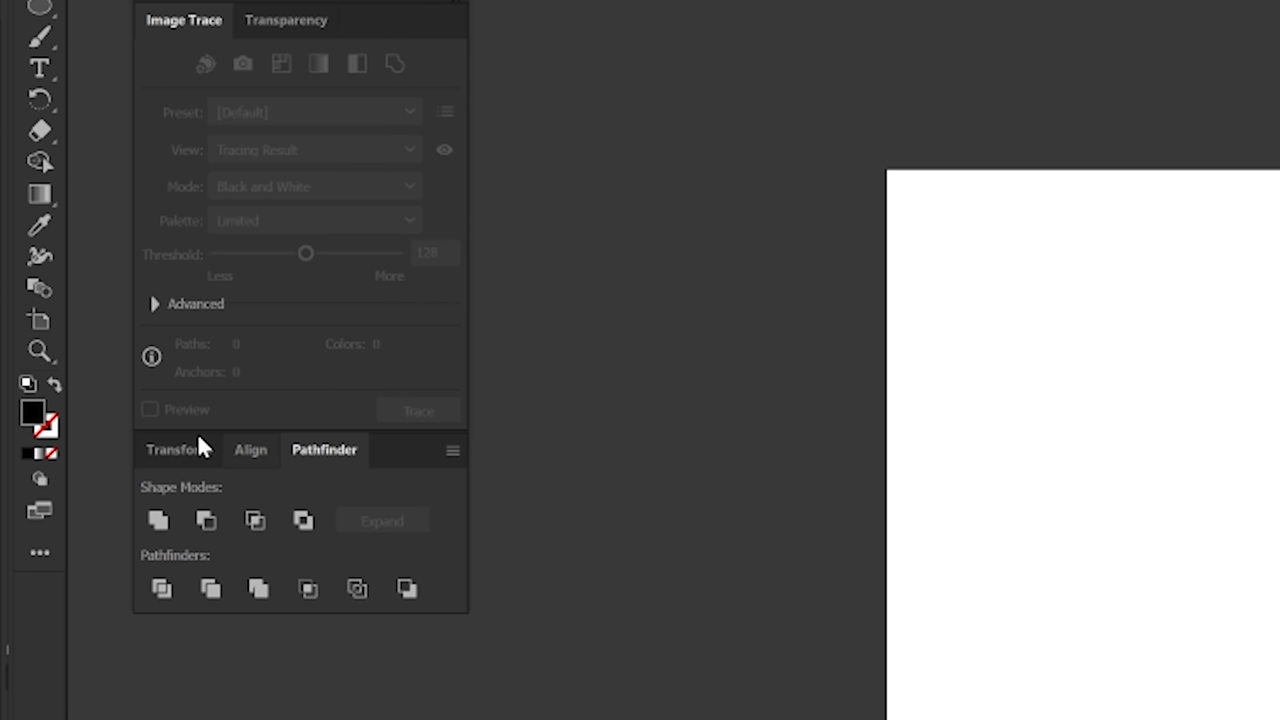 Image Trace Transparency
Preset: [Default]
View: Tracing Result
Mode: Black and White
Palette: Limited
Threshold: 128
Less More
Advanced
Paths: 0 Colors: 0
Anchors: 0
Preview Trace
Transform Align Pathfinder
Shape Modes:
Expand
Pathfinders: